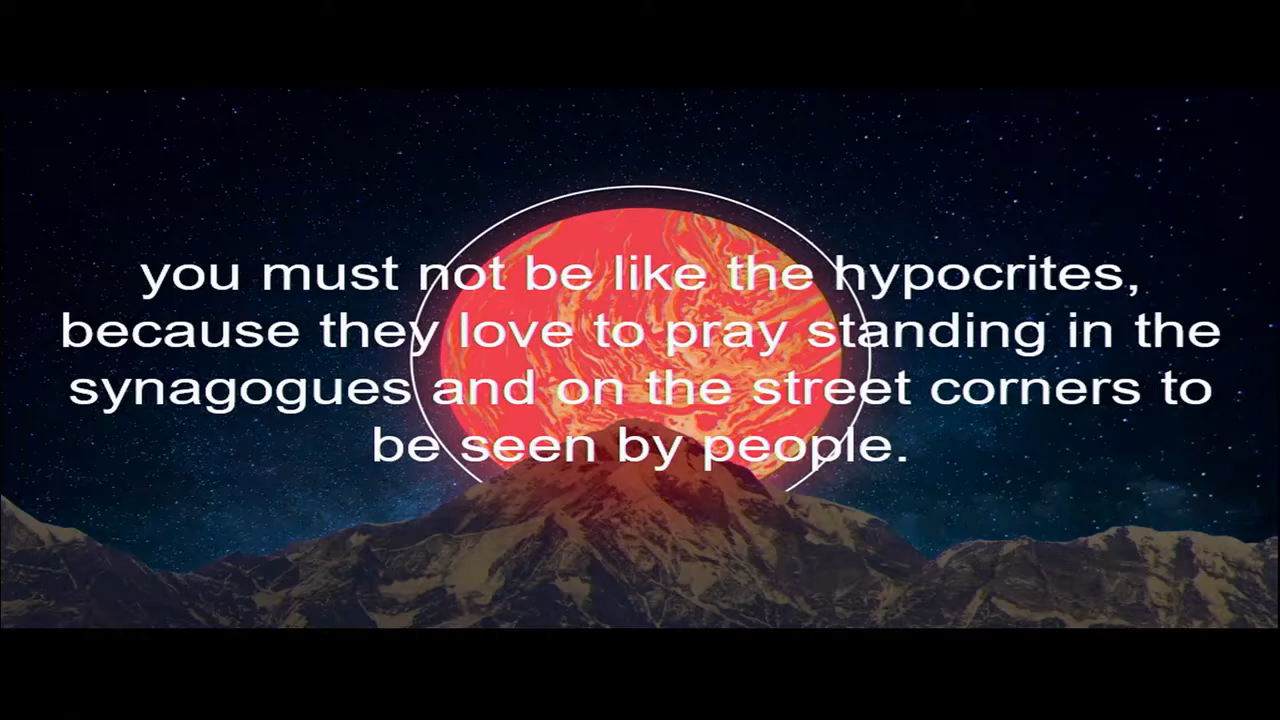 you must not be like the hypocrites,
because they love to pray standing in the
synagogues and on the street corners to
be seen by people.